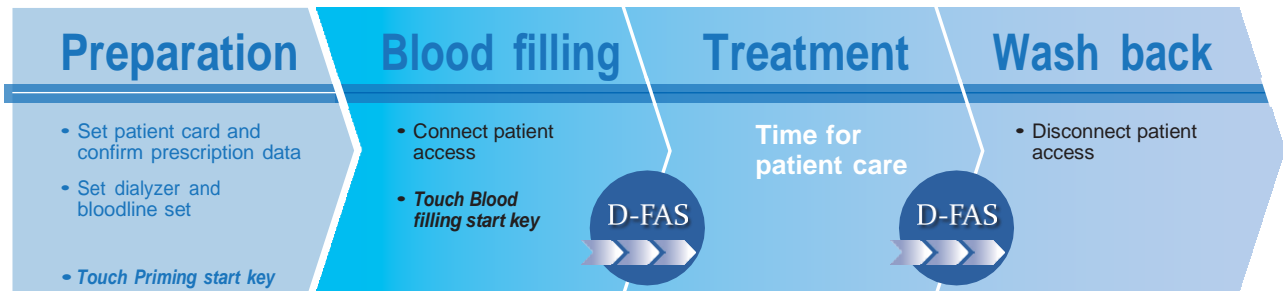 Preparation
• Set patient card and
confirm prescription data
• Set dialyzer and
bloodline set
• Touch Priming start key
Blood filling
• Connect patient
access
• Touch Blood
filling start key
D-FAS
Treatment
Time for
patient care
D-FAS
Wash back
• Disconnect patient
access